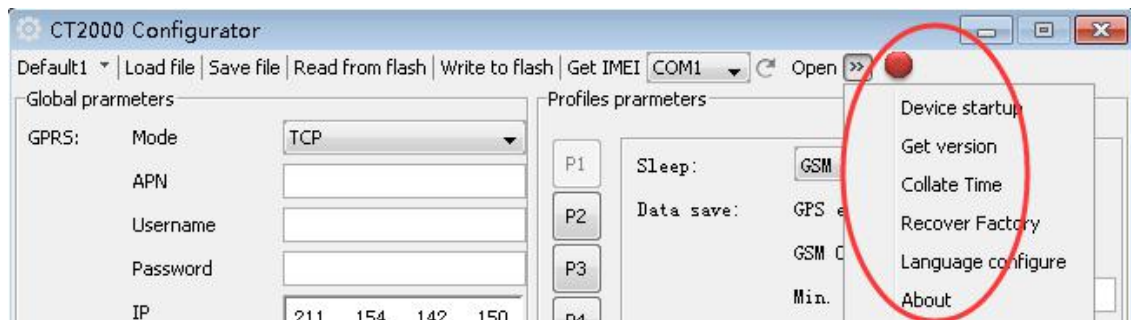 CT2000 Configurator
Default1 Load file Save file Read from flash Write to flash Get IMEI COM1 Open >>
Global prarmeters
GPRS: Mode TCP
APN
Username
Password
IP 211 . 154 . 142 . 150
Profiles prarmeters
P1
P2
P3
P4
Sleep: GSM
Data save: GPS
GSM
Min.
Device startup
Get version
Collate Time
Recover Factory
Language configure
About